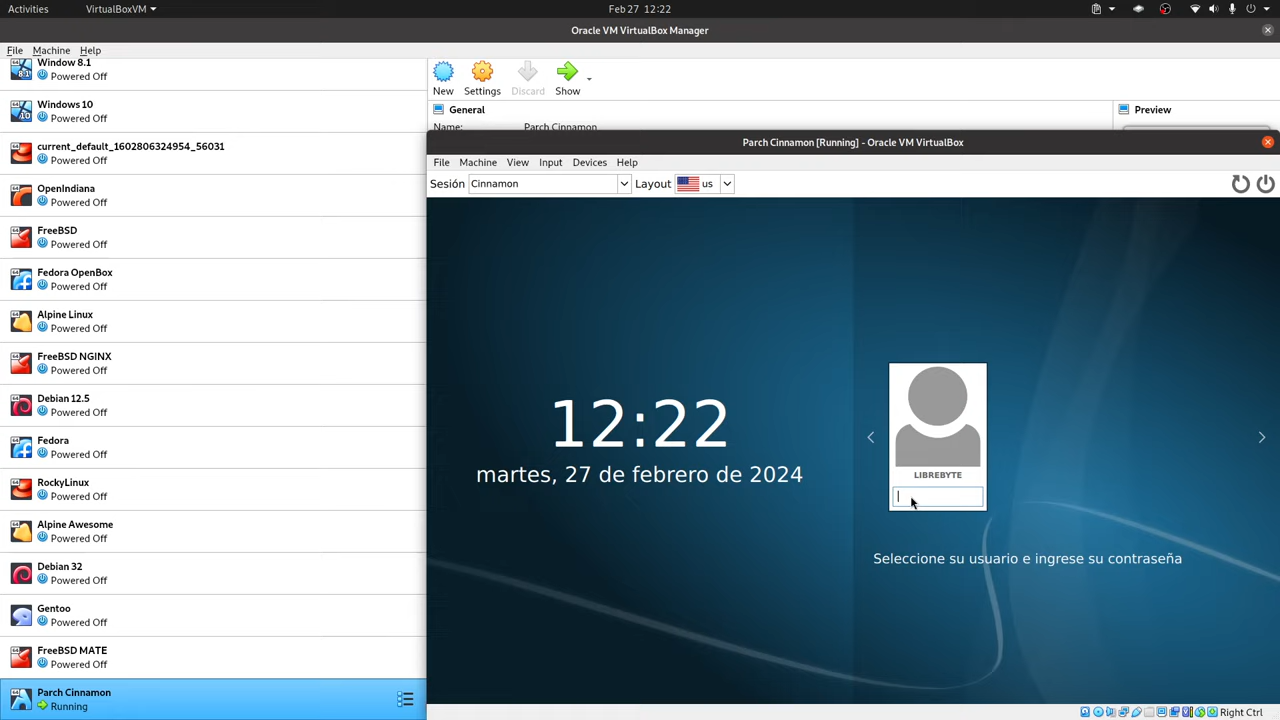 Activities
VirtualBoxVM
Feb 27 12:22
Oracle VM VirtualBox Manager
File Machine Help
Window 8.1
Powered Off
Windows 10
Powered Off
current_default_1602806324954_56031
Powered Off
OpenIndiana
Powered Off
FreeBSD
Powered Off
Fedora OpenBox
Powered Off
Alpine Linux
Powered Off
FreeBSD NGINX
Powered Off
Debian 12.5
Powered Off
Fedora
Powered Off
RockyLinux
Powered Off
Alpine Awesome
Powered Off
Debian 32
Powered Off
Gentoo
Powered Off
FreeBSD MATE
Powered Off
Parch Cinnamon
Running
New Settings Discard Show
General
Preview
Name: Parch Cinnamon
Parch Cinnamon [Running] - Oracle VM VirtualBox
File Machine View Input Devices Help
Sesión Cinnamon Layout us
12:22
martes, 27 de febrero de 2024
LIBREBYTE
Seleccione su usuario e ingrese su contraseña
Right Ctrl